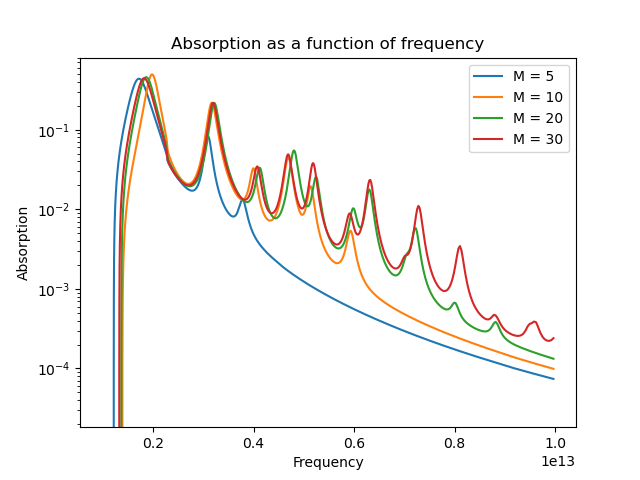 Absorption as a function of frequency
M = 5
M = 10
M = 20
M = 30
Absorption
10⁻¹
10⁻²
10⁻³
10⁻⁴
0.2 0.4 0.6 0.8 1.0
1e13
Frequency